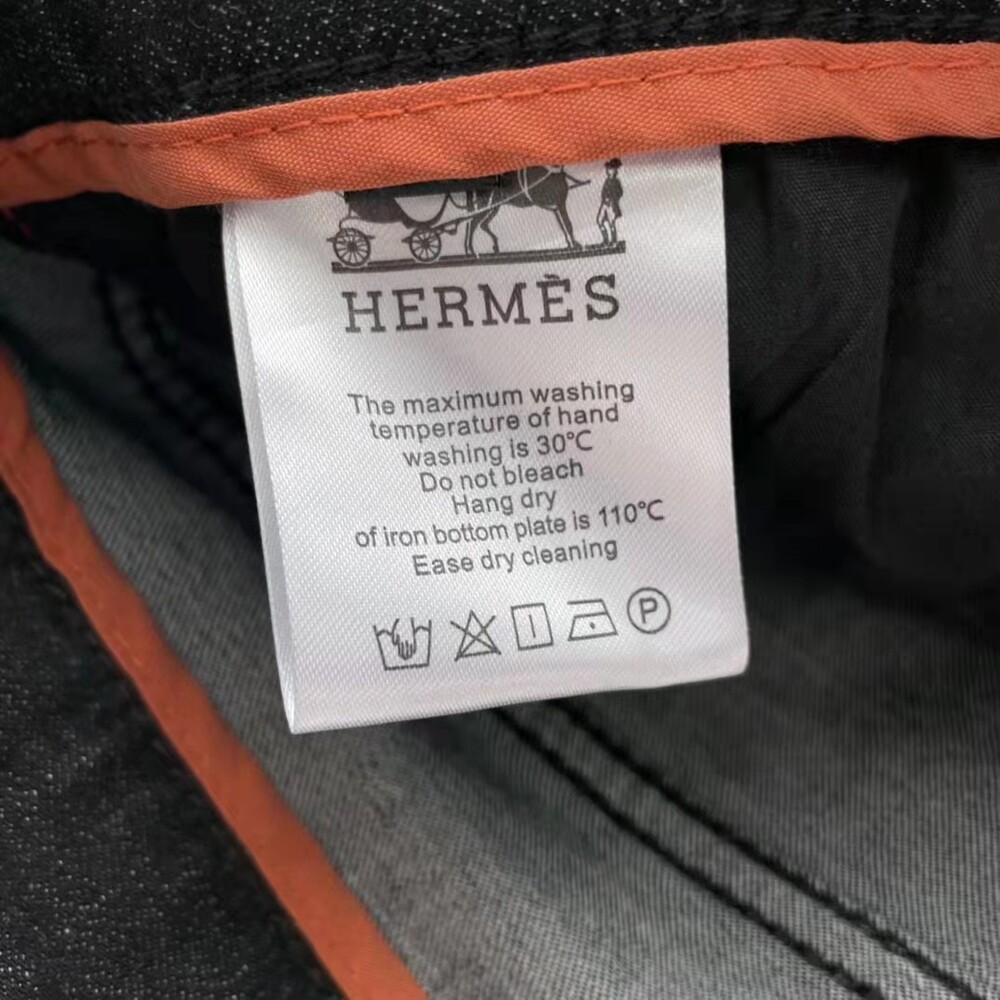 HERMÈS
The maximum washing
temperature of hand
washing is 30°C
Do not bleach
Hang dry
of iron bottom plate is 110°C
Ease dry cleaning
P